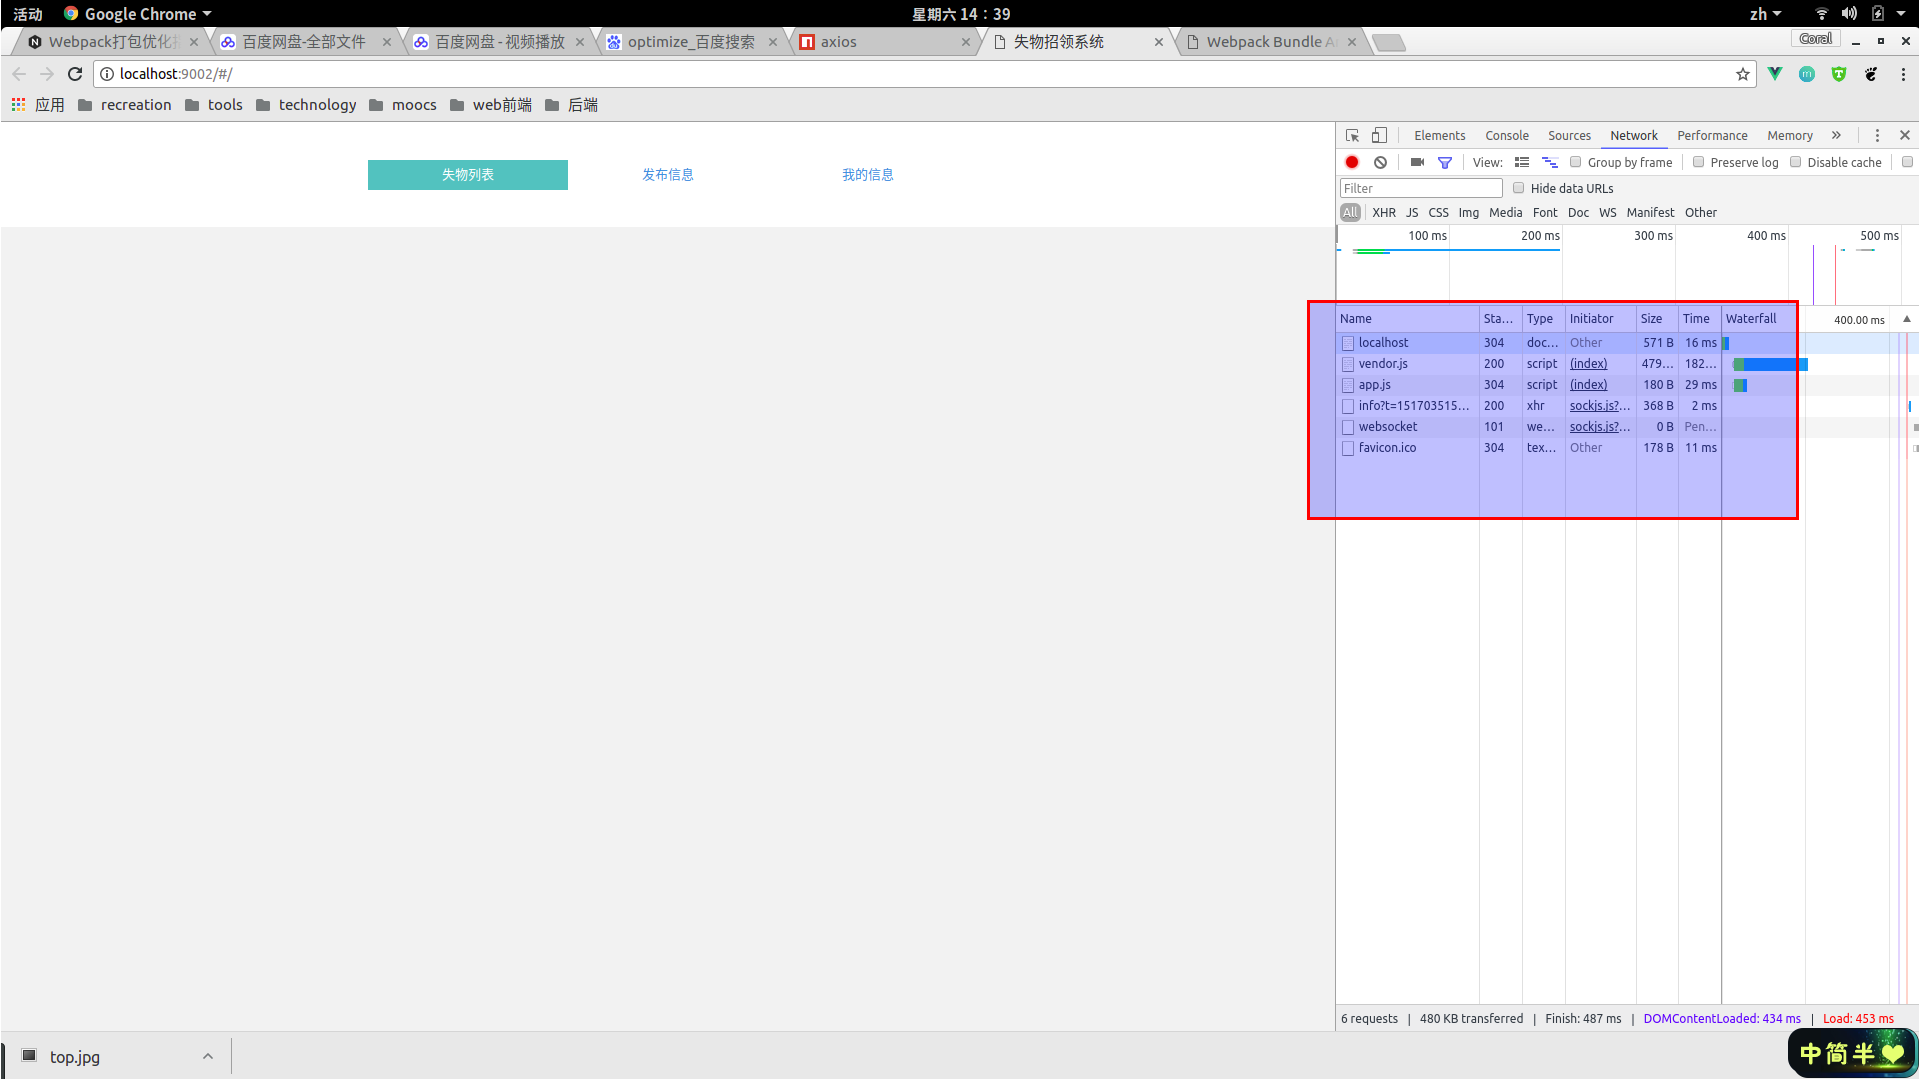 活动 Google Chrome 星期六 14：39 zh
Webpack打包优化 百度网盘-全部文件 百度网盘 - 视频播放 optimize_百度搜索 axios 失物招领系统 Webpack Bundle A Coral
localhost:9002/#/
应用 recreation tools technology moocs web前端 后端
失物列表 发布信息 我的信息
Elements Console Sources Network Performance Memory
View: Group by frame Preserve log Disable cache
Filter Hide data URLs
All XHR JS CSS Img Media Font Doc WS Manifest Other
100 ms 200 ms 300 ms 400 ms 500 ms
Name Sta... Type Initiator Size Time Waterfall 400.00 ms
localhost 304 doc... Other 571 B 16 ms
vendor.js 200 script (index) 479... 182...
app.js 304 script (index) 180 B 29 ms
info?t=151703515... 200 xhr sockjs.js?... 368 B 2 ms
websocket 101 we... sockjs.js?... 0 B Pen...
favicon.ico 304 tex... Other 178 B 11 ms
6 requests | 480 KB transferred | Finish: 487 ms | DOMContentLoaded: 434 ms | Load: 453 ms
top.jpg
中简半